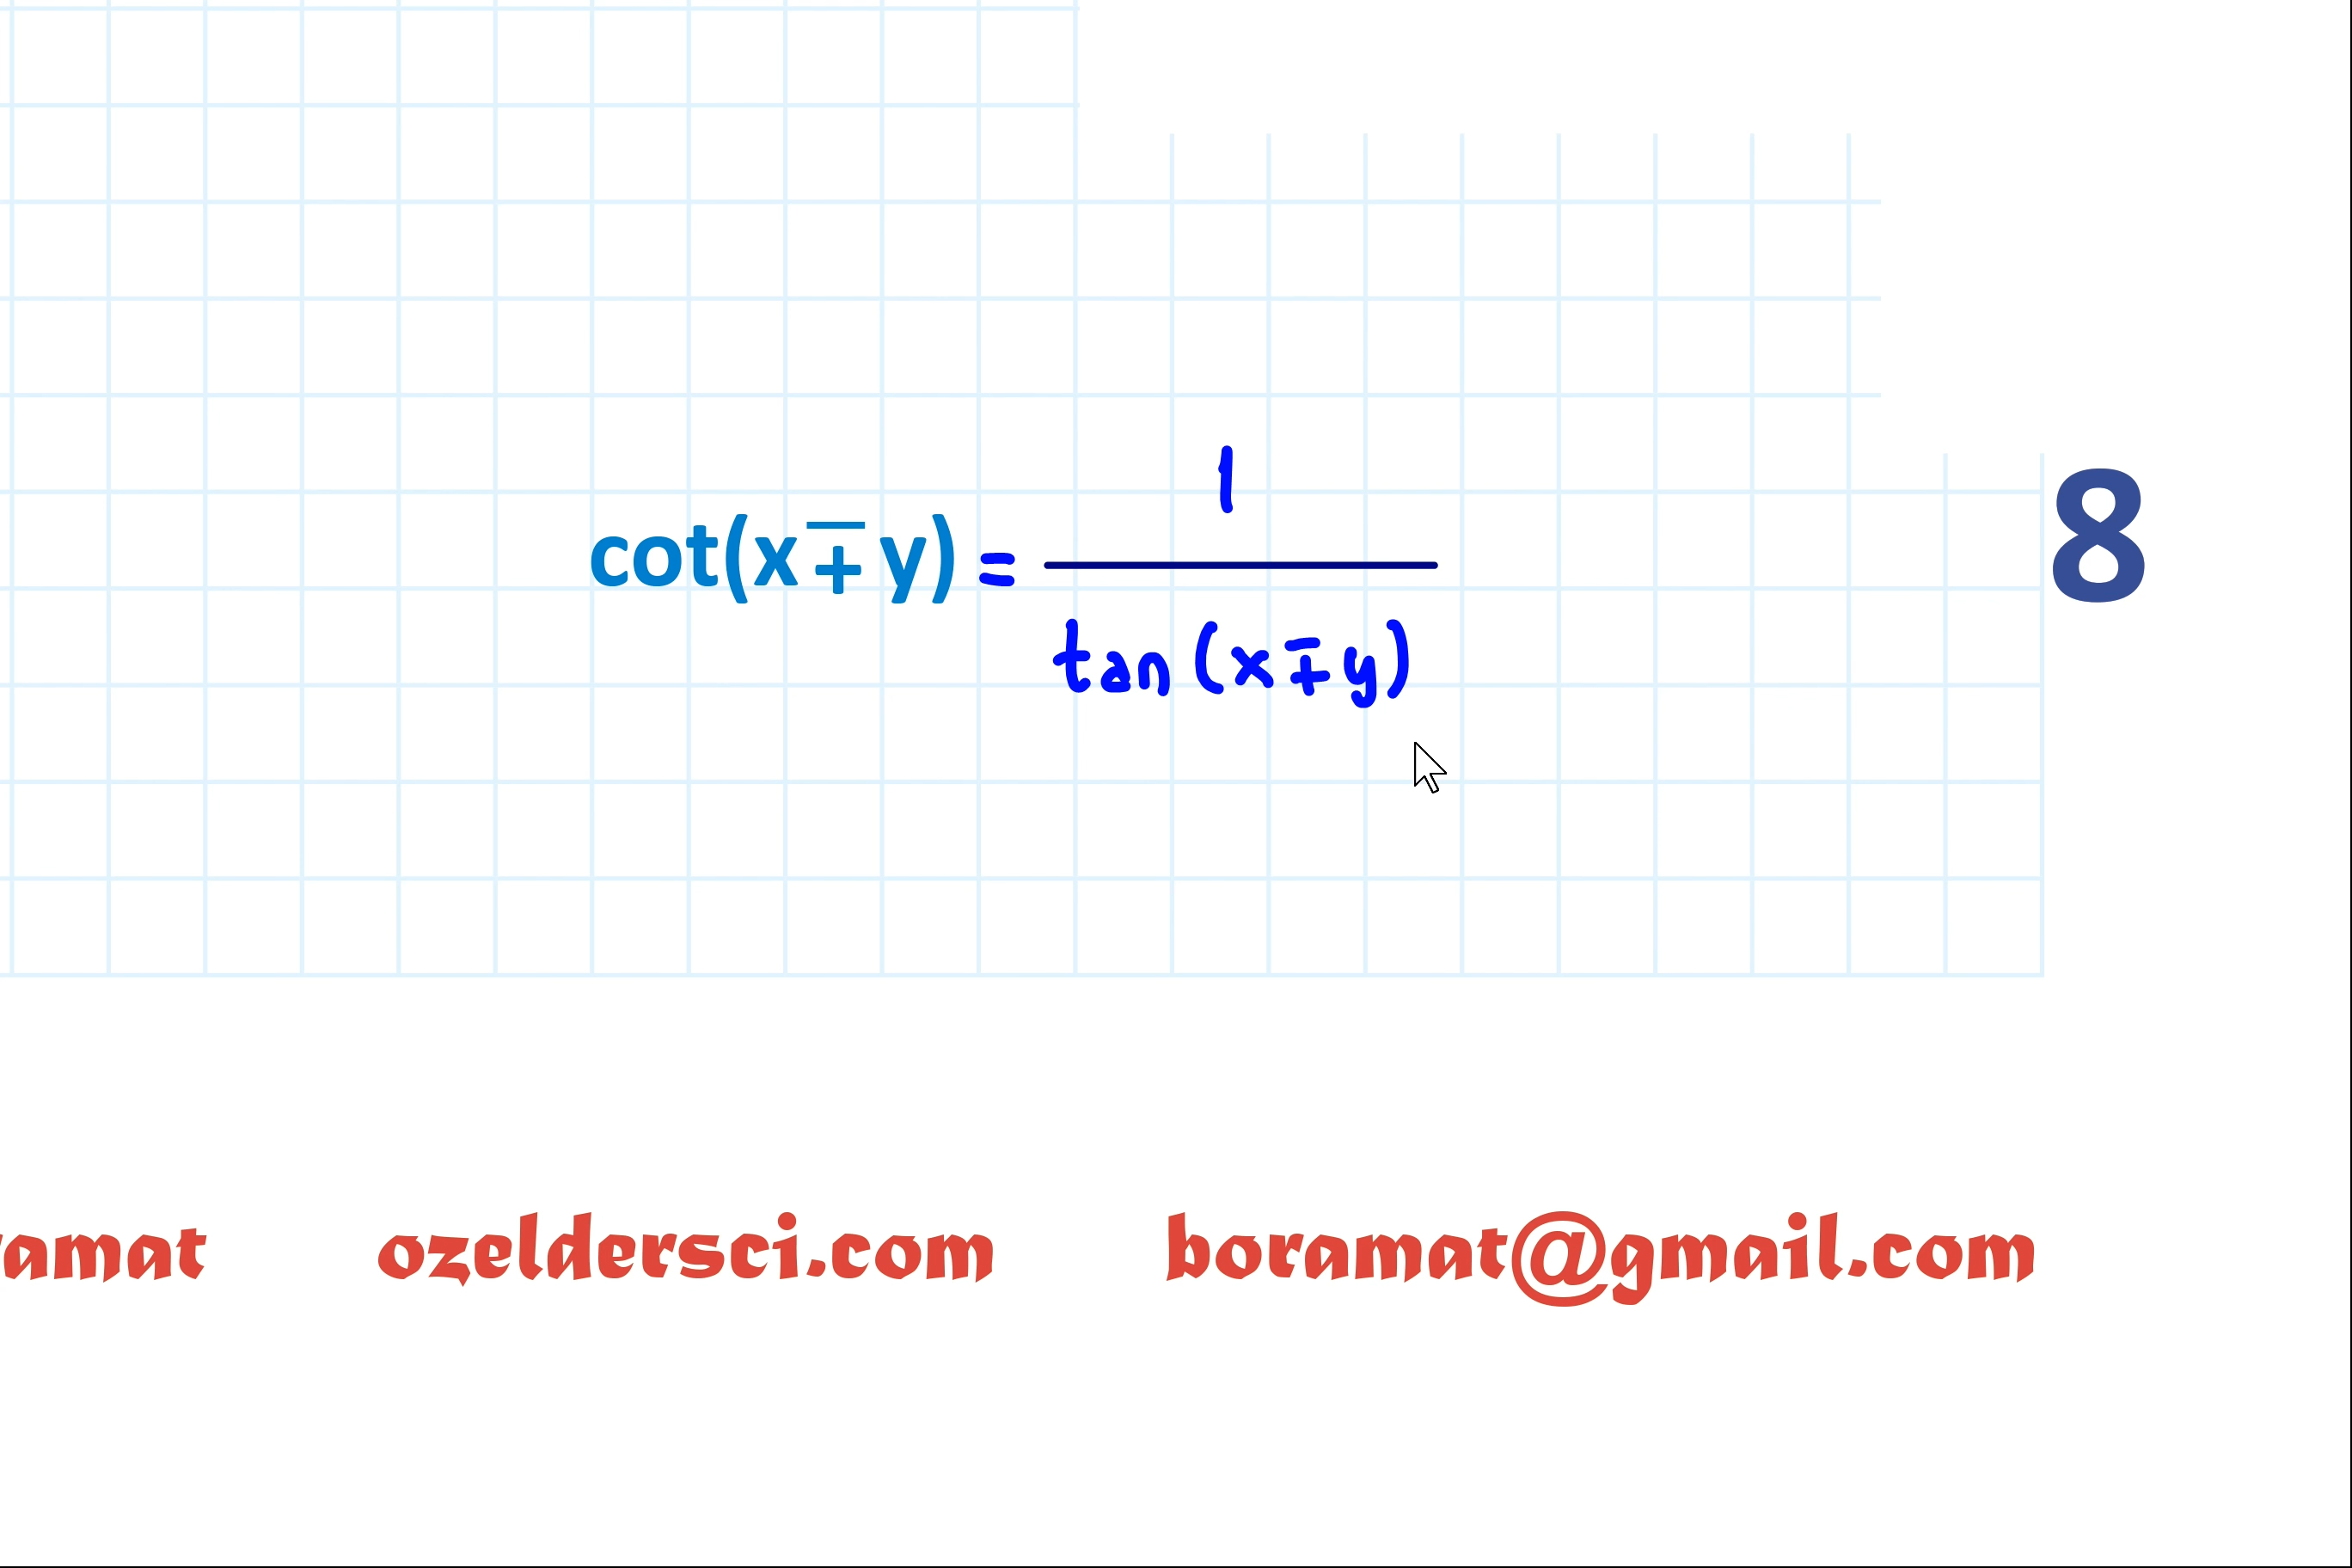 1
cot(x∓y) = ―――
tan(x∓y)
8
amat ozeldersci.com boramat@gmail.com